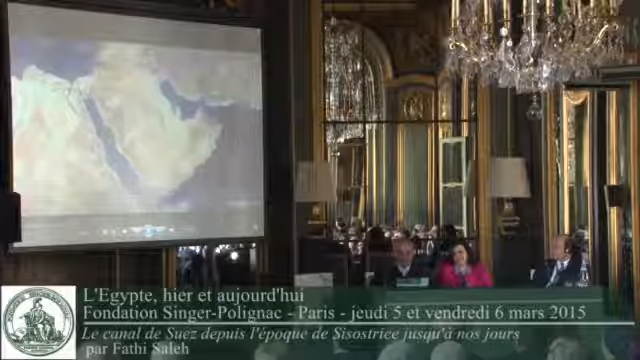 L'Egypte, hier et aujourd'hui
Fondation Singer-Polignac - Paris - jeudi 5 et vendredi 6 mars 2015
Le canal de Suez depuis l'époque de Sisostrice jusqu'à nos jours
par Fathi Saleh